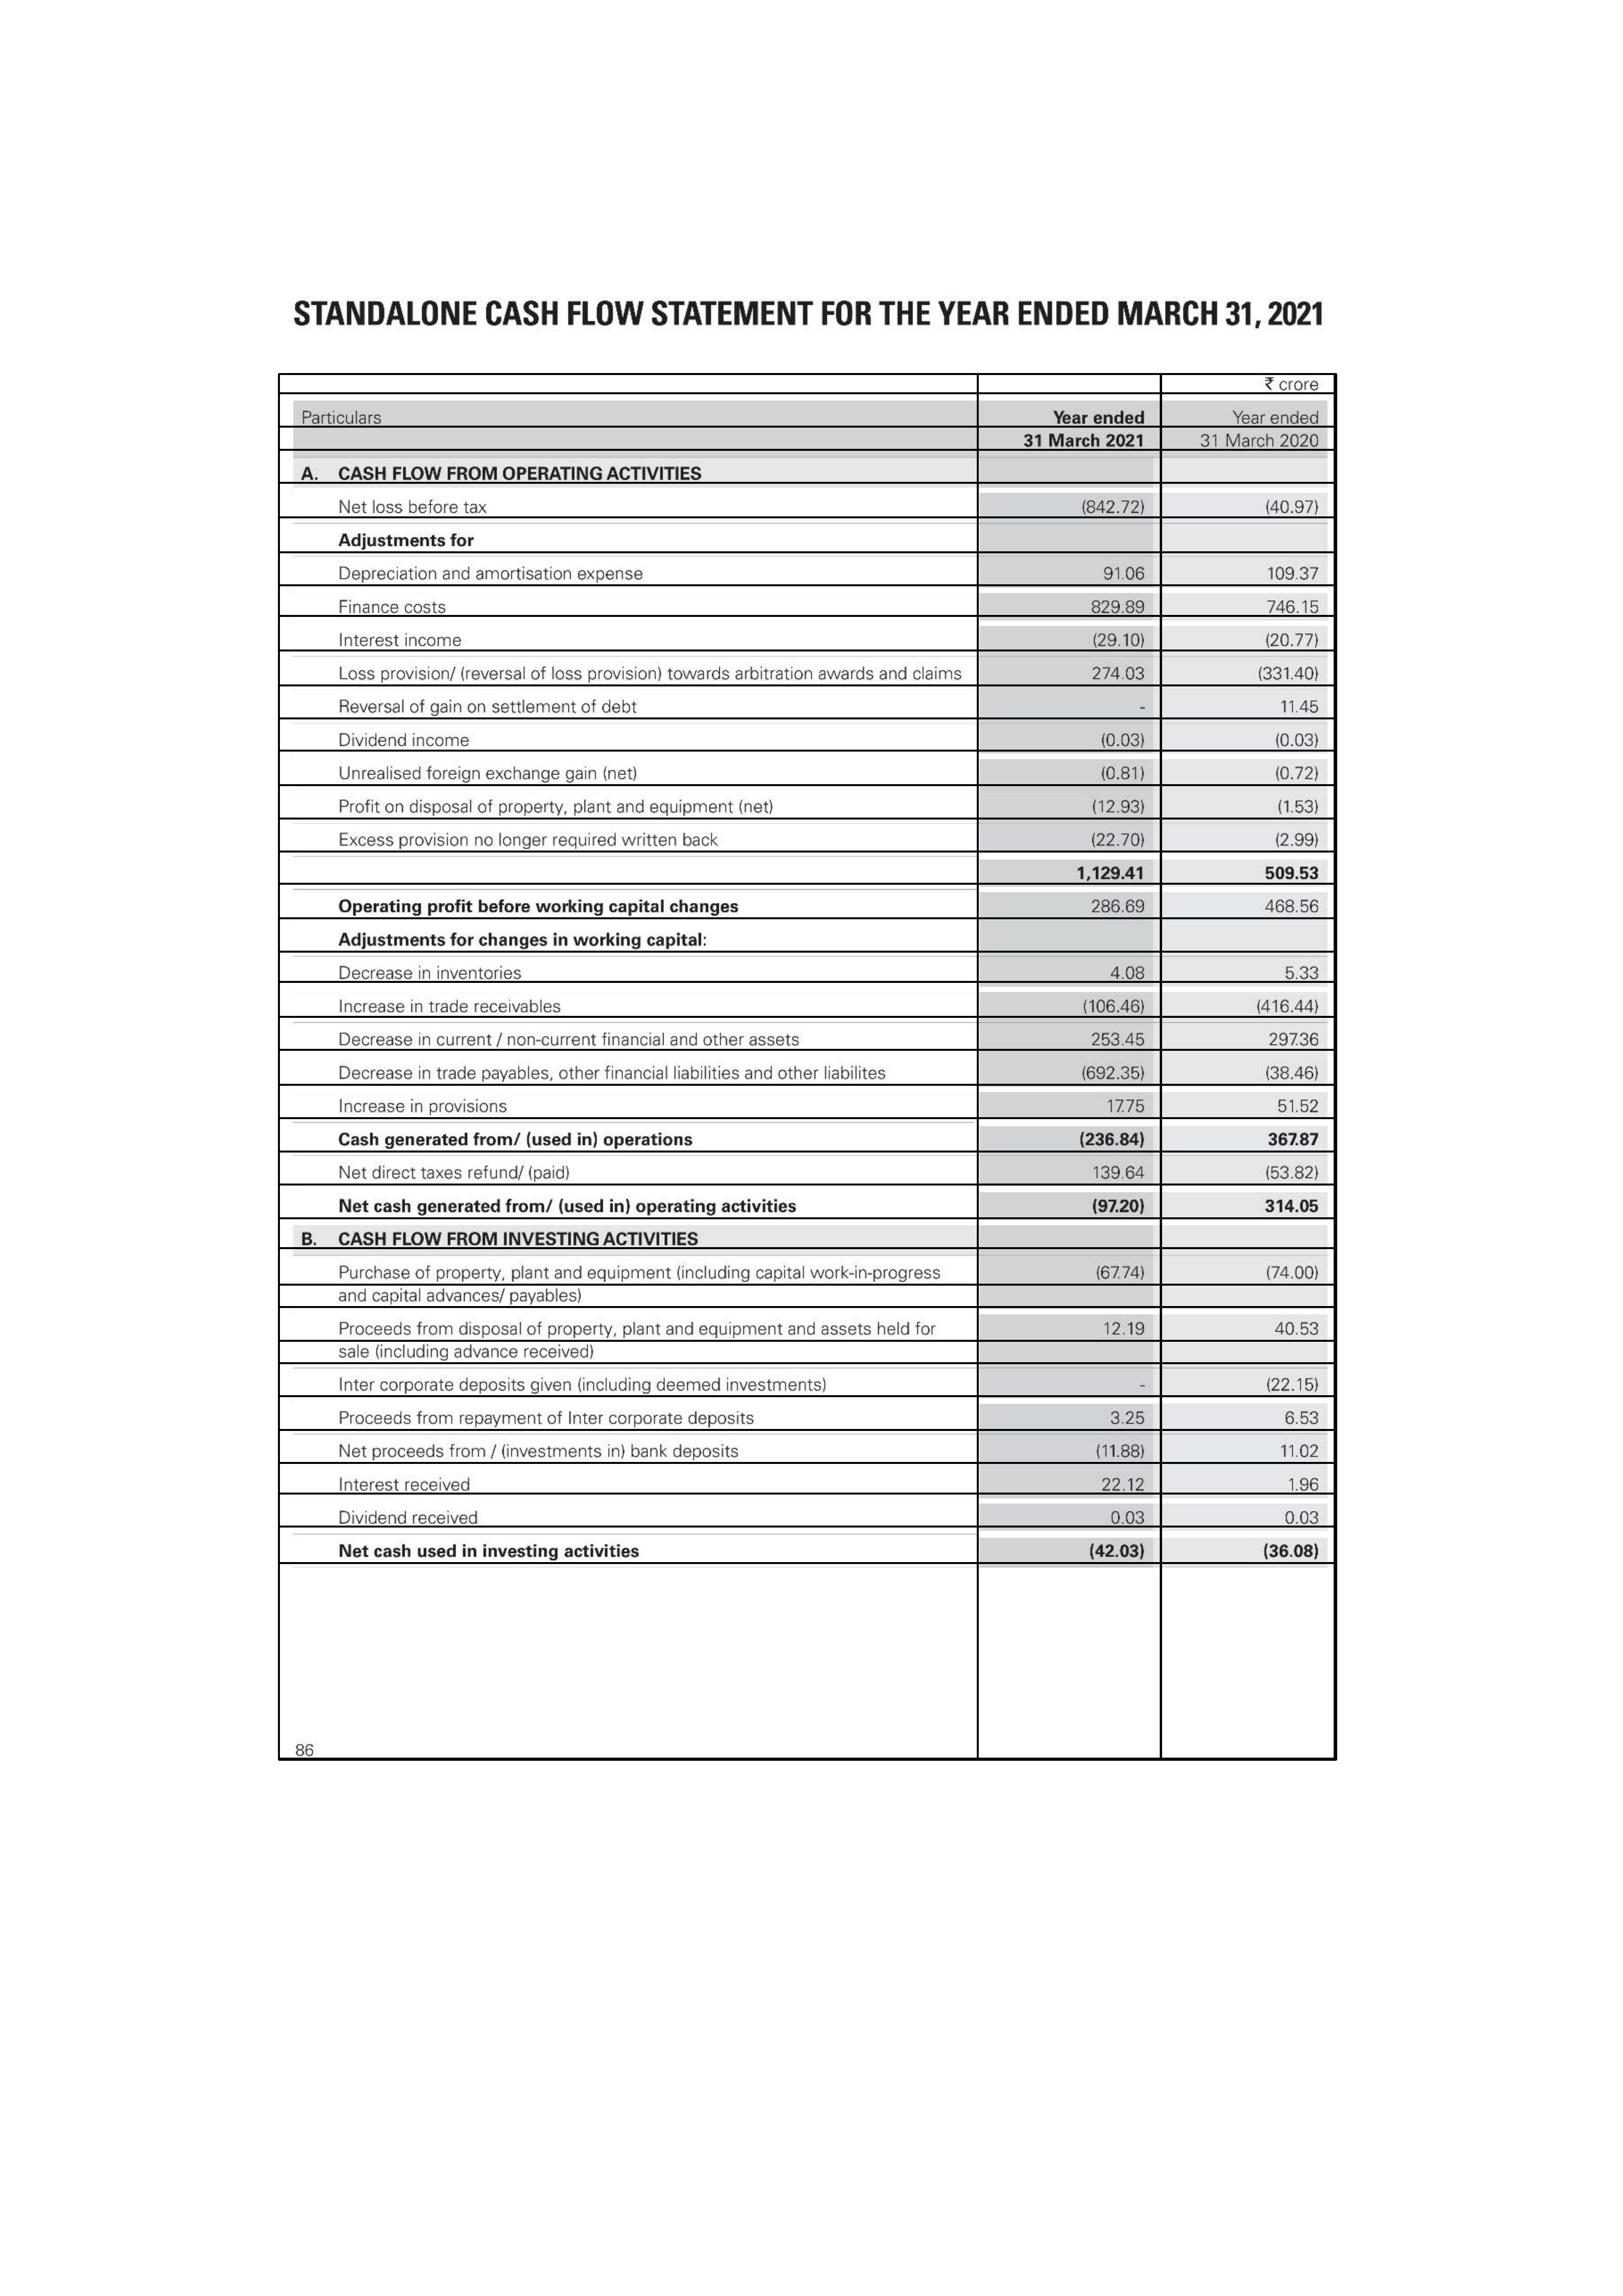 STANDALONE CASH FLOW STATEMENT FOR THE YEAR ENDED MARCH 31, 2021
₹ crore
Particulars Year ended Year ended
31 March 2021 31 March 2020
A. CASH FLOW FROM OPERATING ACTIVITIES
Net loss before tax (842.72) (40.97)
Adjustments for
Depreciation and amortisation expense 91.06 109.37
Finance costs 829.89 746.15
Interest income (29.10) (20.77)
Loss provision/ (reversal of loss provision) towards arbitration awards and claims 274.03 (331.40)
Reversal of gain on settlement of debt - 11.45
Dividend income (0.03) (0.03)
Unrealised foreign exchange gain (net) (0.81) (0.72)
Profit on disposal of property, plant and equipment (net) (12.93) (1.53)
Excess provision no longer required written back (22.70) (2.99)
1,129.41 509.53
Operating profit before working capital changes 286.69 468.56
Adjustments for changes in working capital:
Decrease in inventories 4.08 5.33
Increase in trade receivables (106.46) (416.44)
Decrease in current / non-current financial and other assets 253.45 297.36
Decrease in trade payables, other financial liabilities and other liabilites (692.35) (38.46)
Increase in provisions 17.75 51.52
Cash generated from/ (used in) operations (236.84) 367.87
Net direct taxes refund/ (paid) 139.64 (53.82)
Net cash generated from/ (used in) operating activities (97.20) 314.05
B. CASH FLOW FROM INVESTING ACTIVITIES
Purchase of property, plant and equipment (including capital work-in-progress (67.74) (74.00)
and capital advances/ payables)
Proceeds from disposal of property, plant and equipment and assets held for 12.19 40.53
sale (including advance received)
Inter corporate deposits given (including deemed investments) - (22.15)
Proceeds from repayment of Inter corporate deposits 3.25 6.53
Net proceeds from / (investments in) bank deposits (11.88) 11.02
Interest received 22.12 1.96
Dividend received 0.03 0.03
Net cash used in investing activities (42.03) (36.08)
86